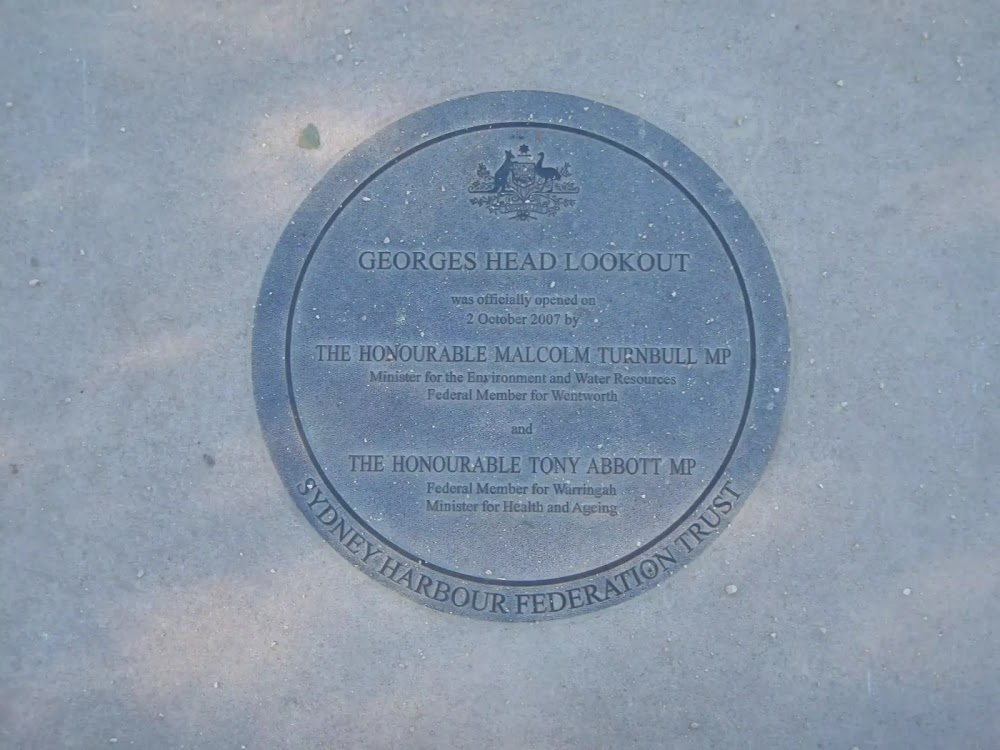 GEORGES HEAD LOOKOUT
was officially opened on
2 October 2007 by
THE HONOURABLE MALCOLM TURNBULL MP
Minister for the Environment and Water Resources
Federal Member for Wentworth
and
THE HONOURABLE TONY ABBOTT MP
Federal Member for Warringah
Minister for Health and Ageing
SYDNEY HARBOUR FEDERATION TRUST